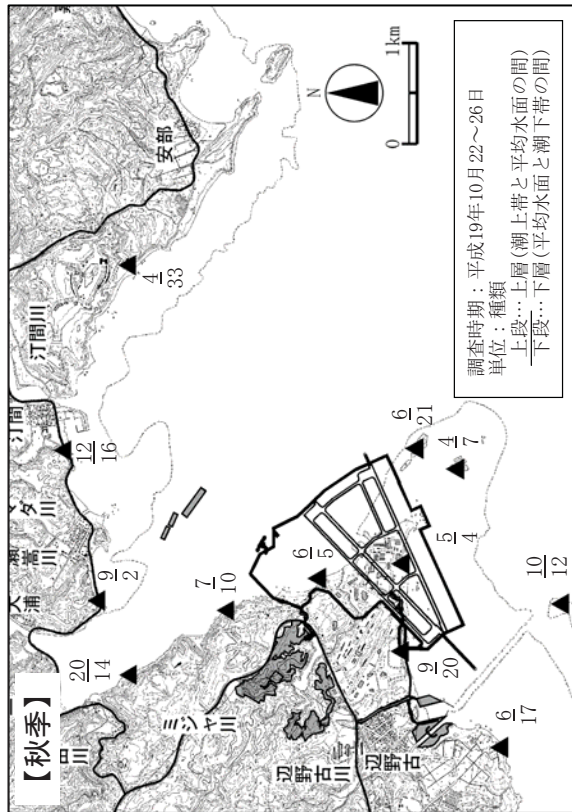 【秋季】
安部
汀間川
汀間
大浦
ミジャ川
辺野古川
辺野古
4
33
12
16
9
2
20
14
7
10
6
5
6
21
4
7
5
4
9
20
10
12
6
17
N
0 1km
調査時期：平成19年10月22～26日
単位：種類
上段…上層(潮上帯と平均水面の間)
下段…下層(平均水面と潮下帯の間)